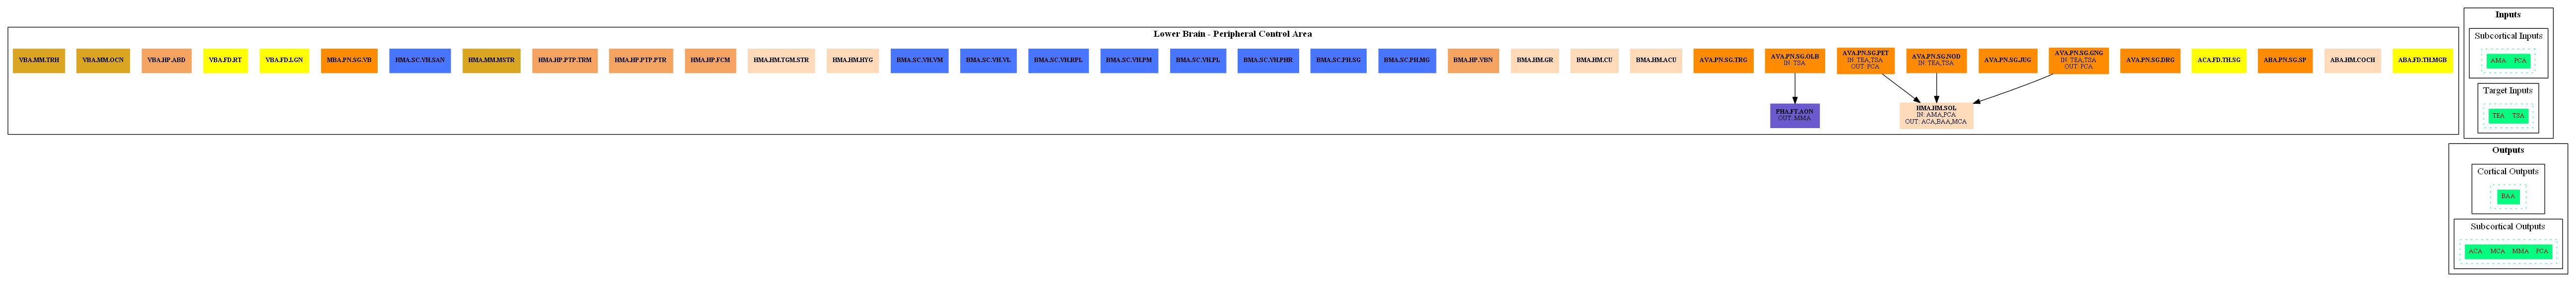 Lower Brain - Peripheral Control Area
VBA.MM.TRH
VBA.MM.OCN
VBA.HP.ABD
VBA.FD.RT
VBA.FD.LGN
MBA.PN.SG.VB
HMA.SC.VH.SAN
HMA.MM.MSTR
HMA.HP.PTP.TRM
HMA.HP.PTP.PTR
HMA.HP.FCM
HMA.HM.TGM.STR
HMA.HM.HYG
BMA.SC.VH.VM
BMA.SC.VH.VL
BMA.SC.VH.RPL
BMA.SC.VH.PM
BMA.SC.VH.PL
BMA.SC.VH.PHR
BMA.SC.PH.SG
BMA.SC.PH.MG
BMA.HP.VBN
BMA.HM.GR
BMA.HM.CU
BMA.HM.ACU
AVA.PN.SG.TRG
AVA.PN.SG.OLB
IN: TSA
AVA.PN.SG.PET
IN: TEA,TSA
OUT: PCA
AVA.PN.SG.NOD
IN: TEA,TSA
AVA.PN.SG.JUG
AVA.PN.SG.GNG
IN: TEA,TSA
OUT: PCA
AVA.PN.SG.DRG
ACA.FD.TH.SG
ABA.PN.SG.SP
ABA.HM.COCH
ABA.FD.TH.MGB
FHA.FT.AON
OUT: MMA
HMA.HM.SOL
IN: AMA,PCA
OUT: ACA,BAA,MCA
Inputs
Subcortical Inputs
AMA PCA
Target Inputs
TEA TSA
Outputs
Cortical Outputs
BAA
Subcortical Outputs
ACA MCA MMA PCA